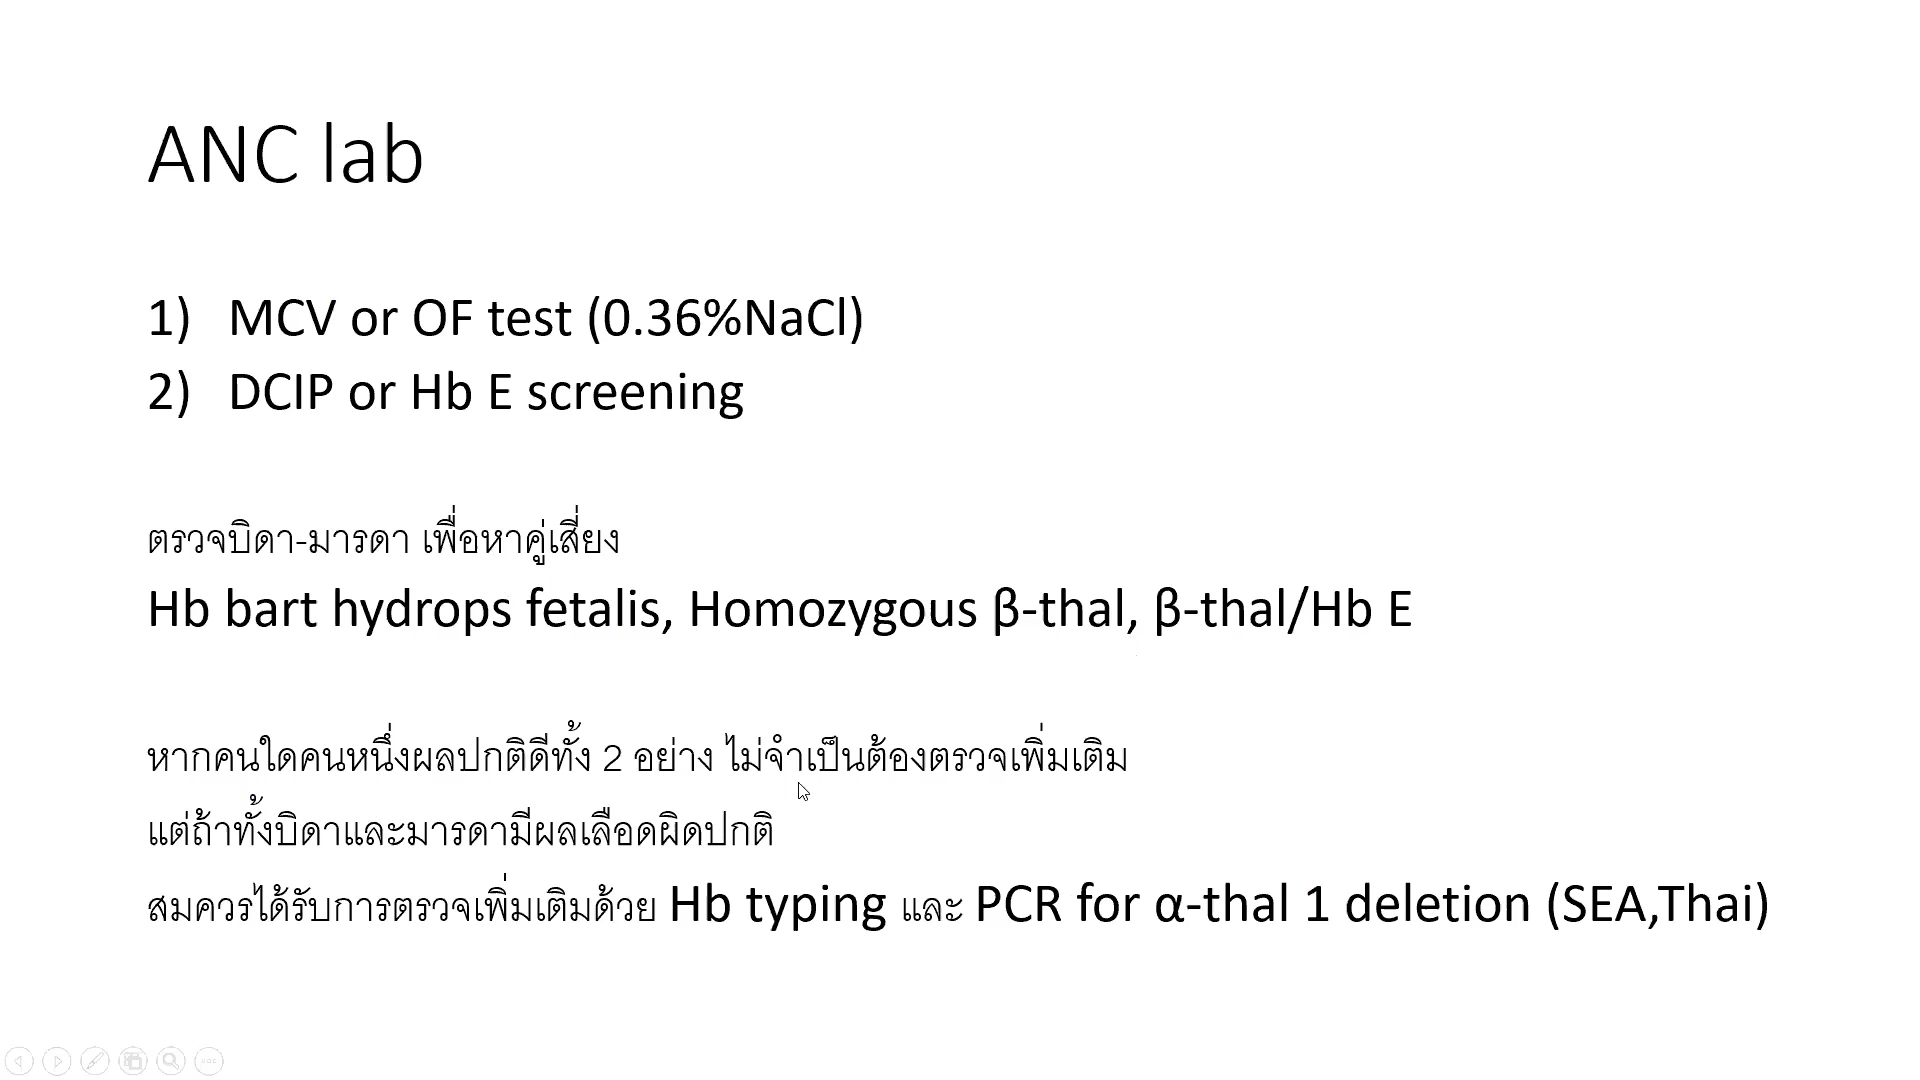 ANC lab
1) MCV or OF test (0.36%NaCl)
2) DCIP or Hb E screening
ตรวจบิดา-มารดา เพื่อหาคู่เสี่ยง
Hb bart hydrops fetalis, Homozygous β-thal, β-thal/Hb E
หากคนใดคนหนึ่งผลปกติดีทั้ง 2 อย่าง ไม่จำเป็นต้องตรวจเพิ่มเติม
แต่ถ้าทั้งบิดาและมารดามีผลเลือดผิดปกติ
สมควรได้รับการตรวจเพิ่มเติมด้วย Hb typing และ PCR for α-thal 1 deletion (SEA,Thai)